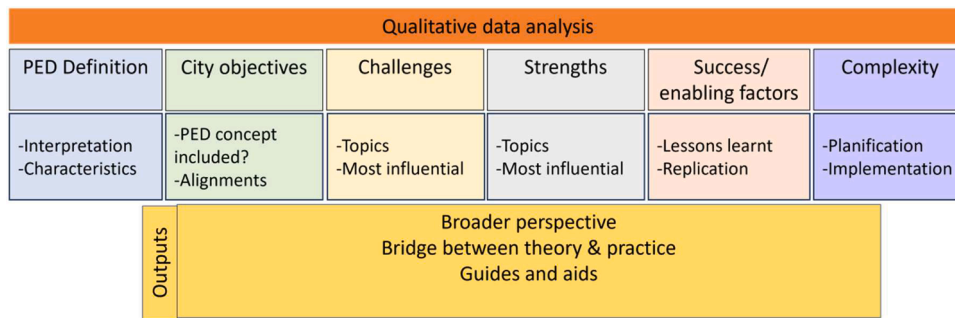 Qualitative data analysis
PED Definition
City objectives
Challenges
Strengths
Success/
enabling factors
Complexity
-Interpretation
-Characteristics
-PED concept
included?
-Alignments
-Topics
-Most influential
-Topics
-Most influential
-Lessons learnt
-Replication
-Planification
-Implementation
Outputs
Broader perspective
Bridge between theory & practice
Guides and aids